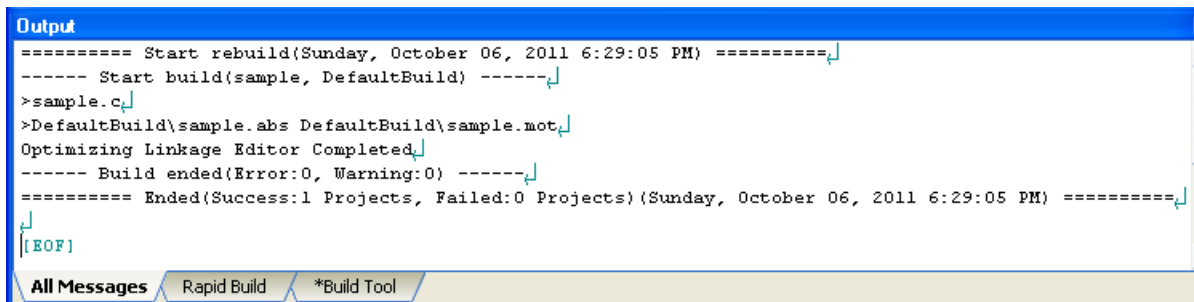 Output
========== Start rebuild(Sunday, October 06, 2011 6:29:05 PM) ==========
------ Start build(sample, DefaultBuild) ------
>sample.c
>DefaultBuild\sample.abs DefaultBuild\sample.mot
Optimizing Linkage Editor Completed
------ Build ended(Error:0, Warning:0) ------
========== Ended(Success:1 Projects, Failed:0 Projects)(Sunday, October 06, 2011 6:29:05 PM) ==========
[EOF]
All Messages Rapid Build *Build Tool